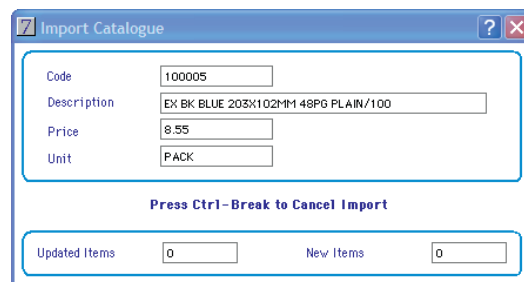 7 Import Catalogue ? X
Code 100005
Description EX BK BLUE 203X102MM 48PG PLAIN/100
Price 8.55
Unit PACK
Press Ctrl-Break to Cancel Import
Updated Items 0 New Items 0